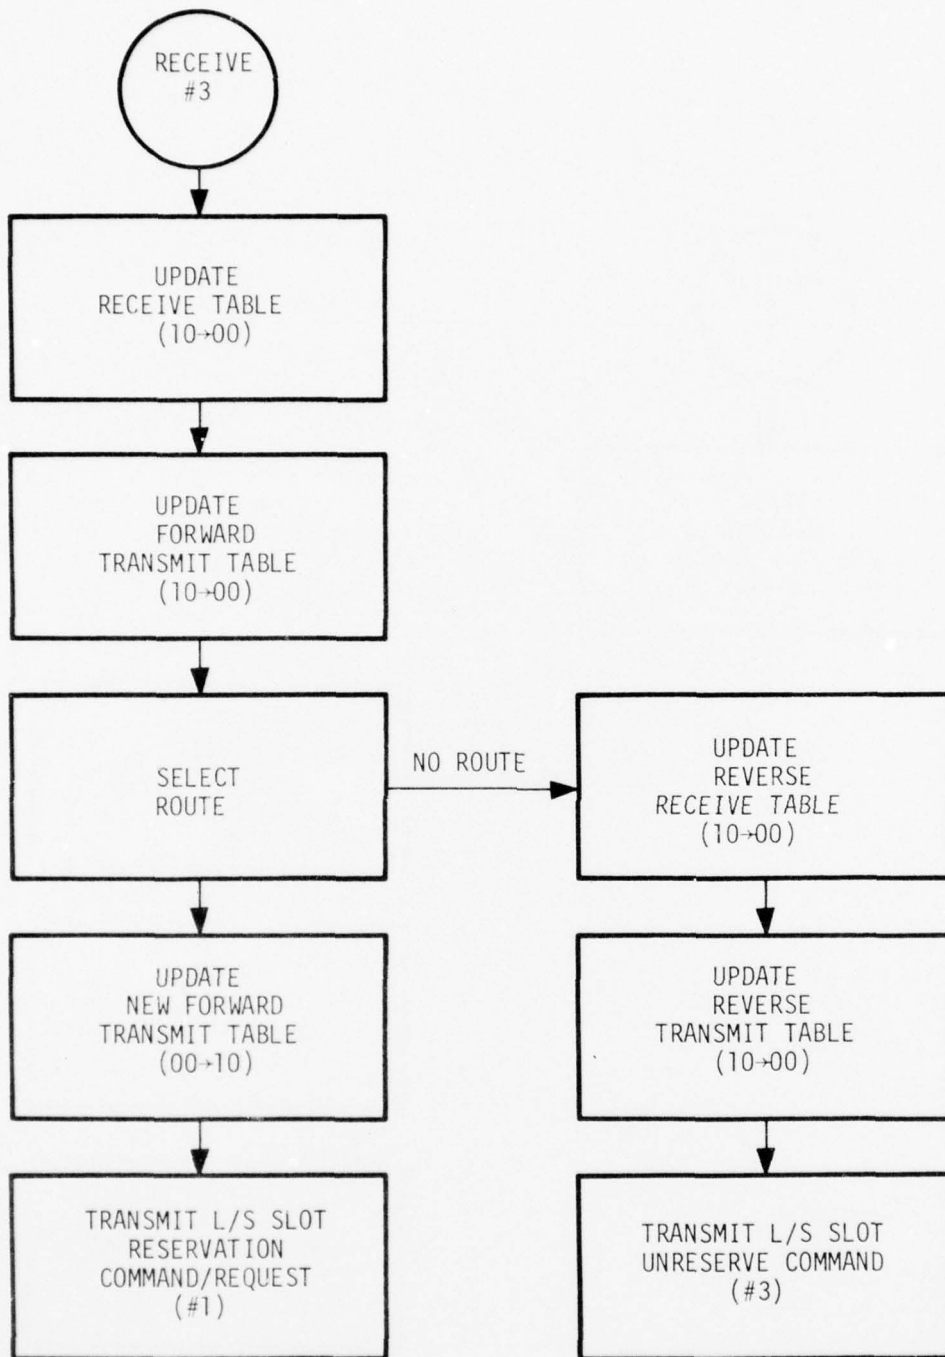 RECEIVE
#3
UPDATE
RECEIVE TABLE
(10→00)
UPDATE
FORWARD
TRANSMIT TABLE
(10→00)
SELECT
ROUTE
NO ROUTE
UPDATE
REVERSE
RECEIVE TABLE
(10→00)
UPDATE
NEW FORWARD
TRANSMIT TABLE
(00→10)
UPDATE
REVERSE
TRANSMIT TABLE
(10→00)
TRANSMIT L/S SLOT
RESERVATION
COMMAND/REQUEST
(#1)
TRANSMIT L/S SLOT
UNRESERVE COMMAND
(#3)